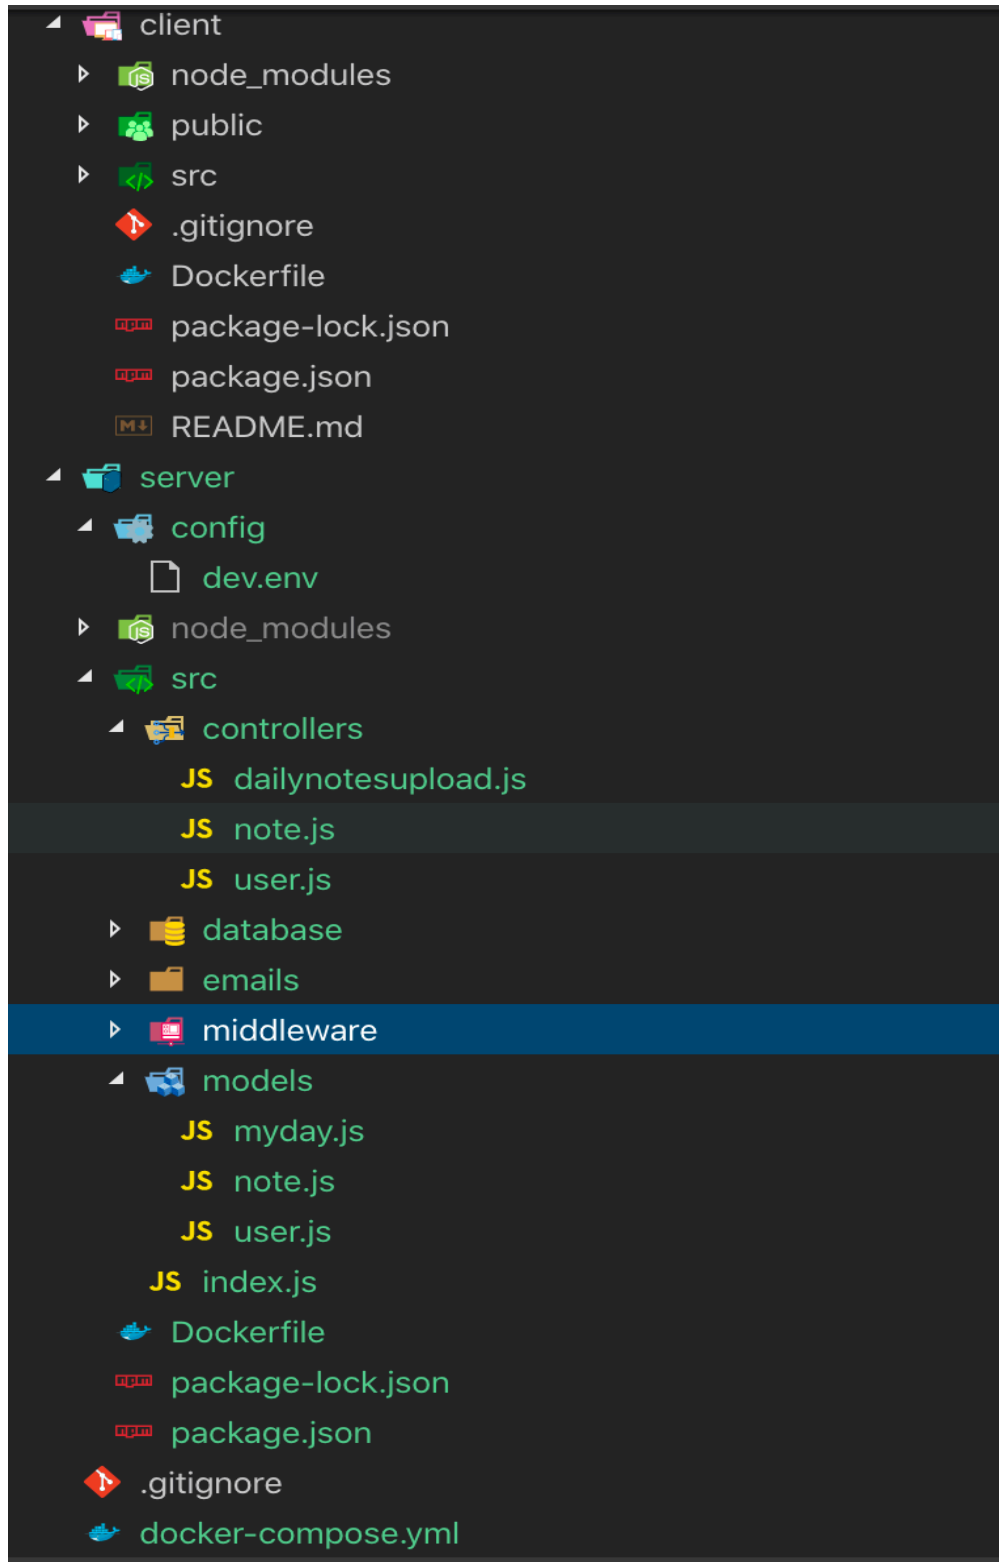 client
node_modules
public
src
.gitignore
Dockerfile
package-lock.json
package.json
README.md
server
config
dev.env
node_modules
src
controllers
JS dailynotesupload.js
JS note.js
JS user.js
database
emails
middleware
models
JS myday.js
JS note.js
JS user.js
JS index.js
Dockerfile
package-lock.json
package.json
.gitignore
docker-compose.yml